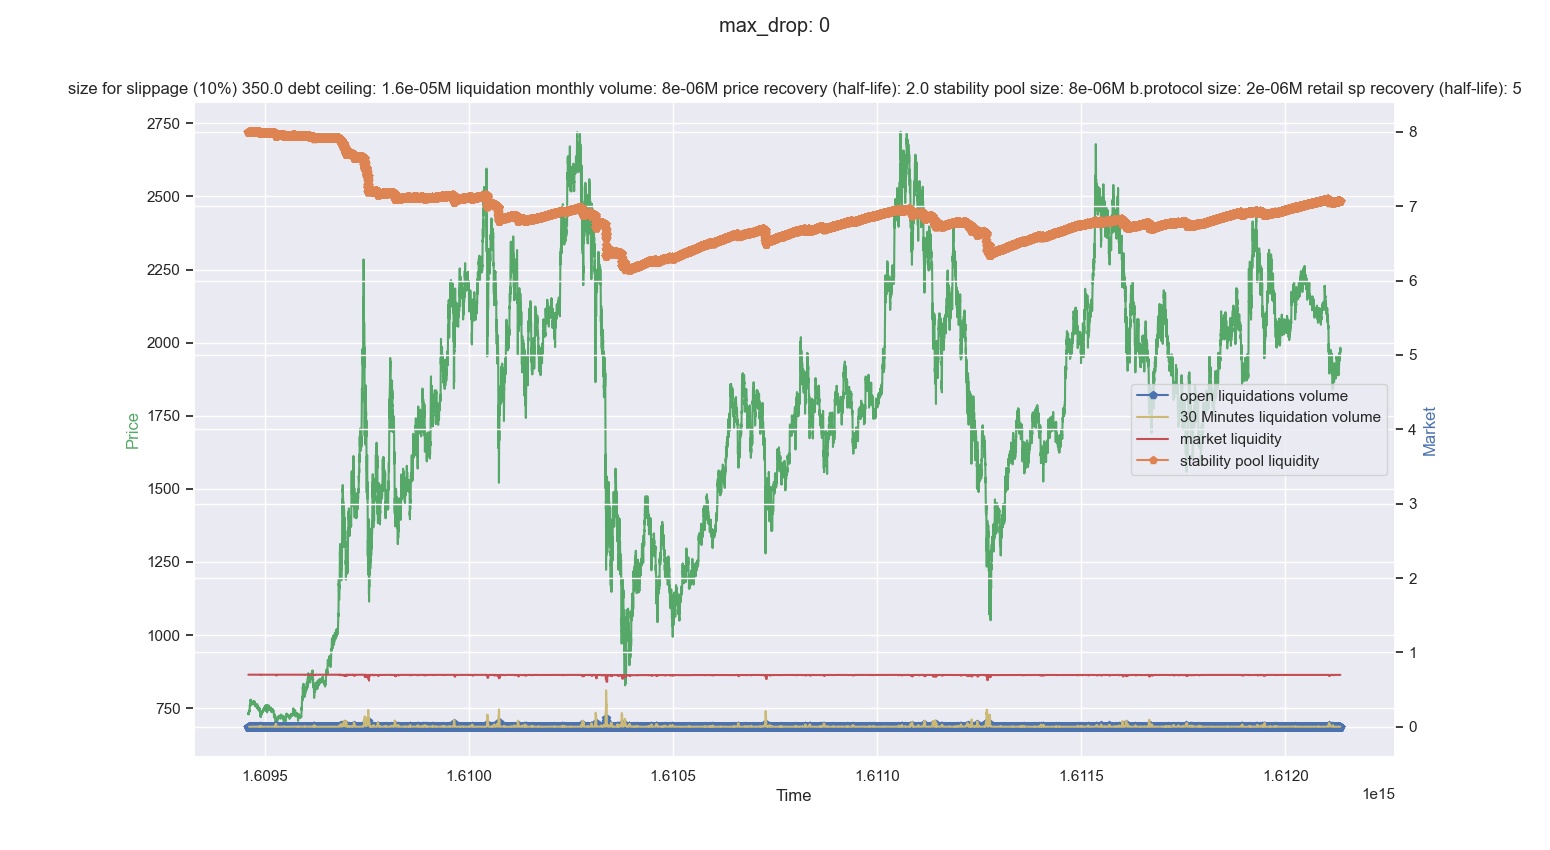 max_drop: 0
size for slippage (10%) 350.0 debt ceiling: 1.6e-05M liquidation monthly volume: 8e-06M price recovery (half-life): 2.0 stability pool size: 8e-06M b.protocol size: 2e-06M retail sp recovery (half-life): 5
2750
2500
2250
2000
1750
1500
1250
1000
750
Price
8
7
6
5
4
3
2
1
0
Market
open liquidations volume
30 Minutes liquidation volume
market liquidity
stability pool liquidity
1.6095 1.6100 1.6105 1.6110 1.6115 1.6120
1e15
Time